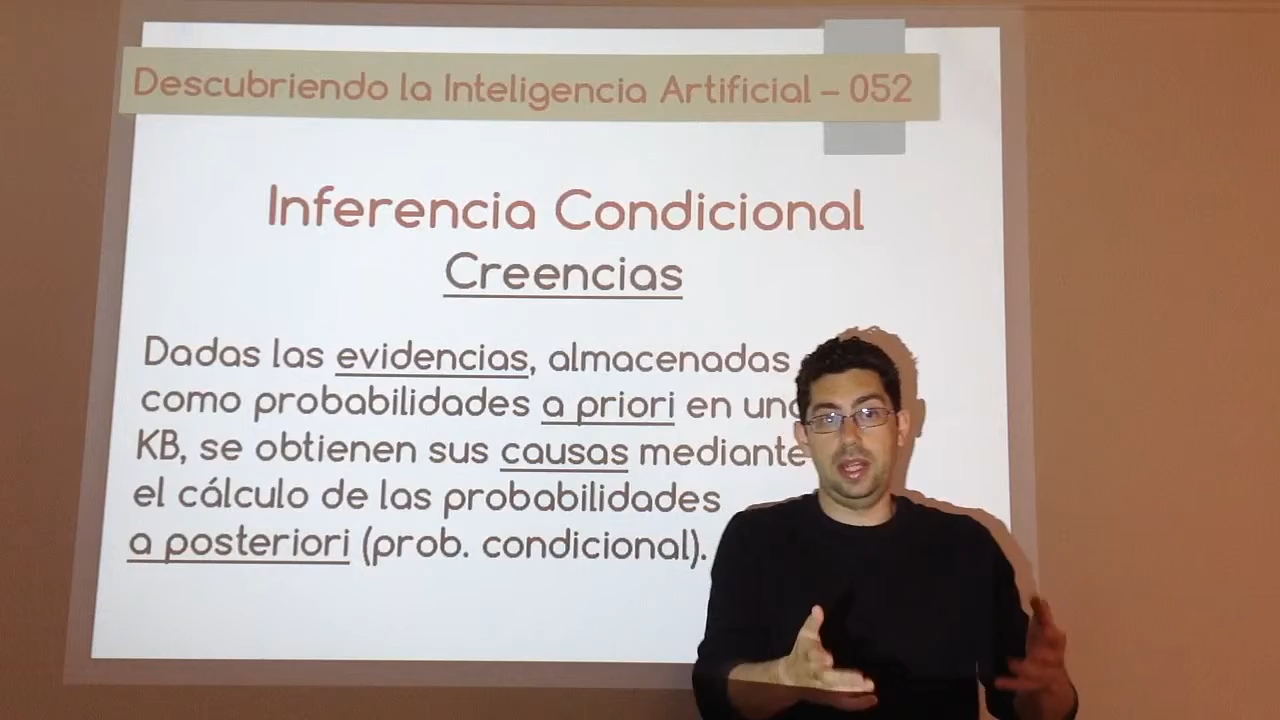 Descubriendo la Inteligencia Artificial – 052
Inferencia Condicional
Creencias
Dadas las evidencias, almacenadas
como probabilidades a priori en una
KB, se obtienen sus causas mediante
el cálculo de las probabilidades
a posteriori (prob. condicional).